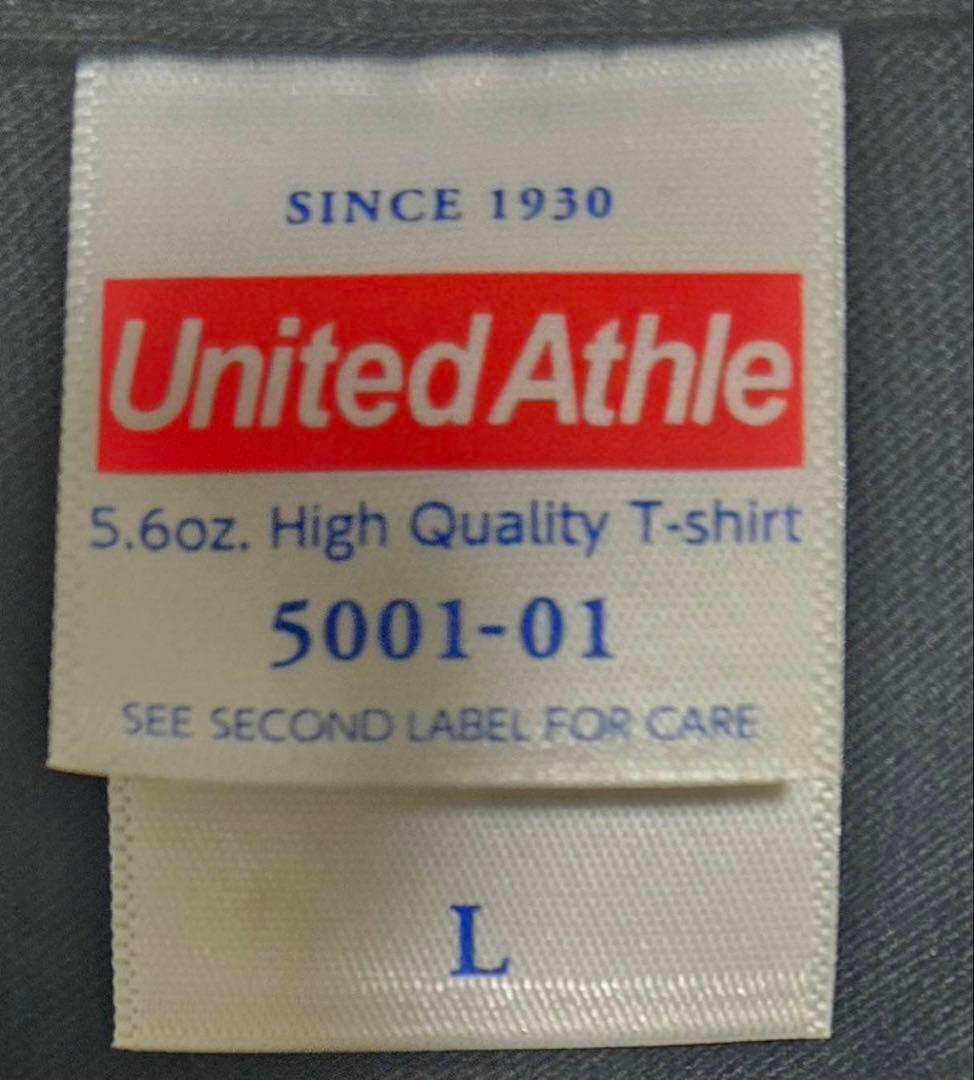 SINCE 1930
United Athle
5.6oz. High Quality T-shirt
5001-01
SEE SECOND LABEL FOR CARE
L